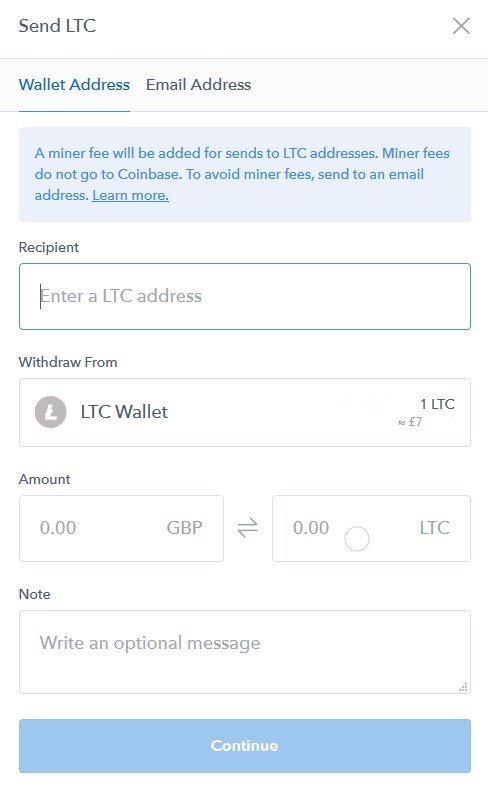 Send LTC
Wallet Address Email Address
A miner fee will be added for sends to LTC addresses. Miner fees
do not go to Coinbase. To avoid miner fees, send to an email
address. Learn more.
Recipient
Enter a LTC address
Withdraw From
LTC Wallet
1 LTC
≈ £7
Amount
0.00 GBP 0.00 LTC
Note
Write an optional message
Continue